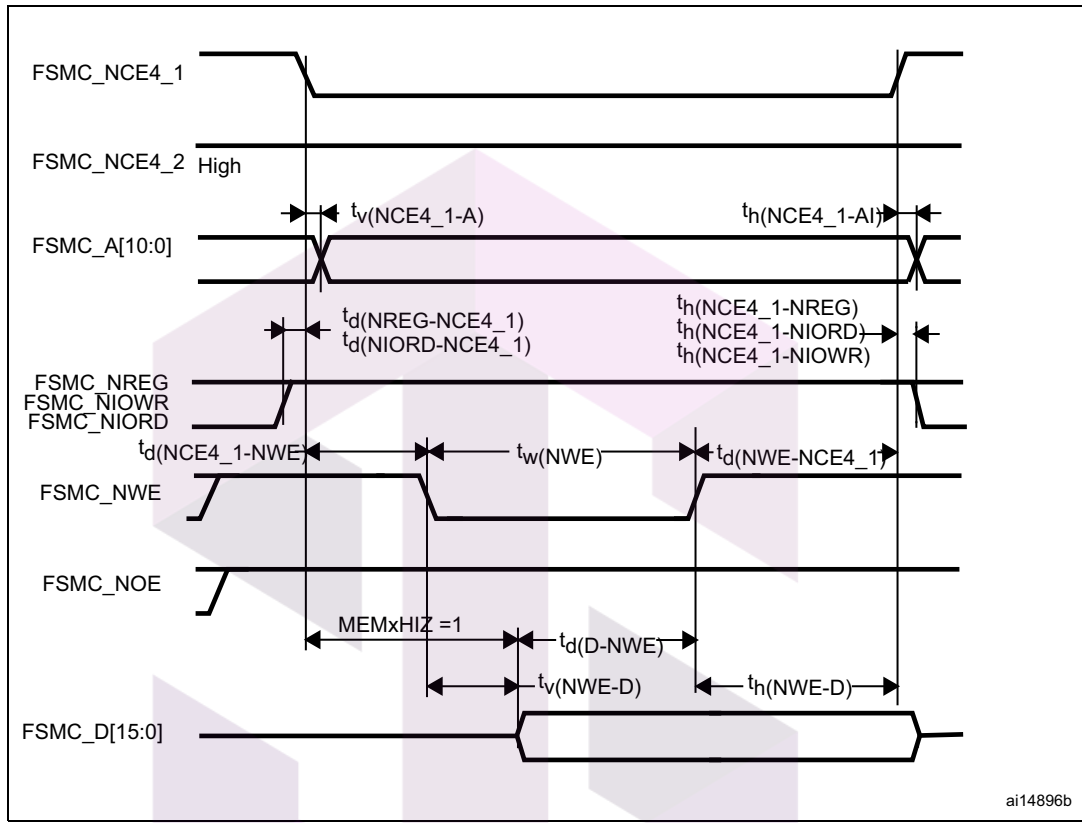 FSMC_NCE4_1
FSMC_NCE4_2 High
tv(NCE4_1-A)
th(NCE4_1-AI)
FSMC_A[10:0]
td(NREG-NCE4_1)
td(NIORD-NCE4_1)
th(NCE4_1-NREG)
th(NCE4_1-NIORD)
th(NCE4_1-NIOWR)
FSMC_NREG
FSMC_NIOWR
FSMC_NIORD
td(NCE4_1-NWE)
tw(NWE)
td(NWE-NCE4_1)
FSMC_NWE
FSMC_NOE
MEMxHIZ =1
td(D-NWE)
tv(NWE-D)
th(NWE-D)
FSMC_D[15:0]
ai14896b